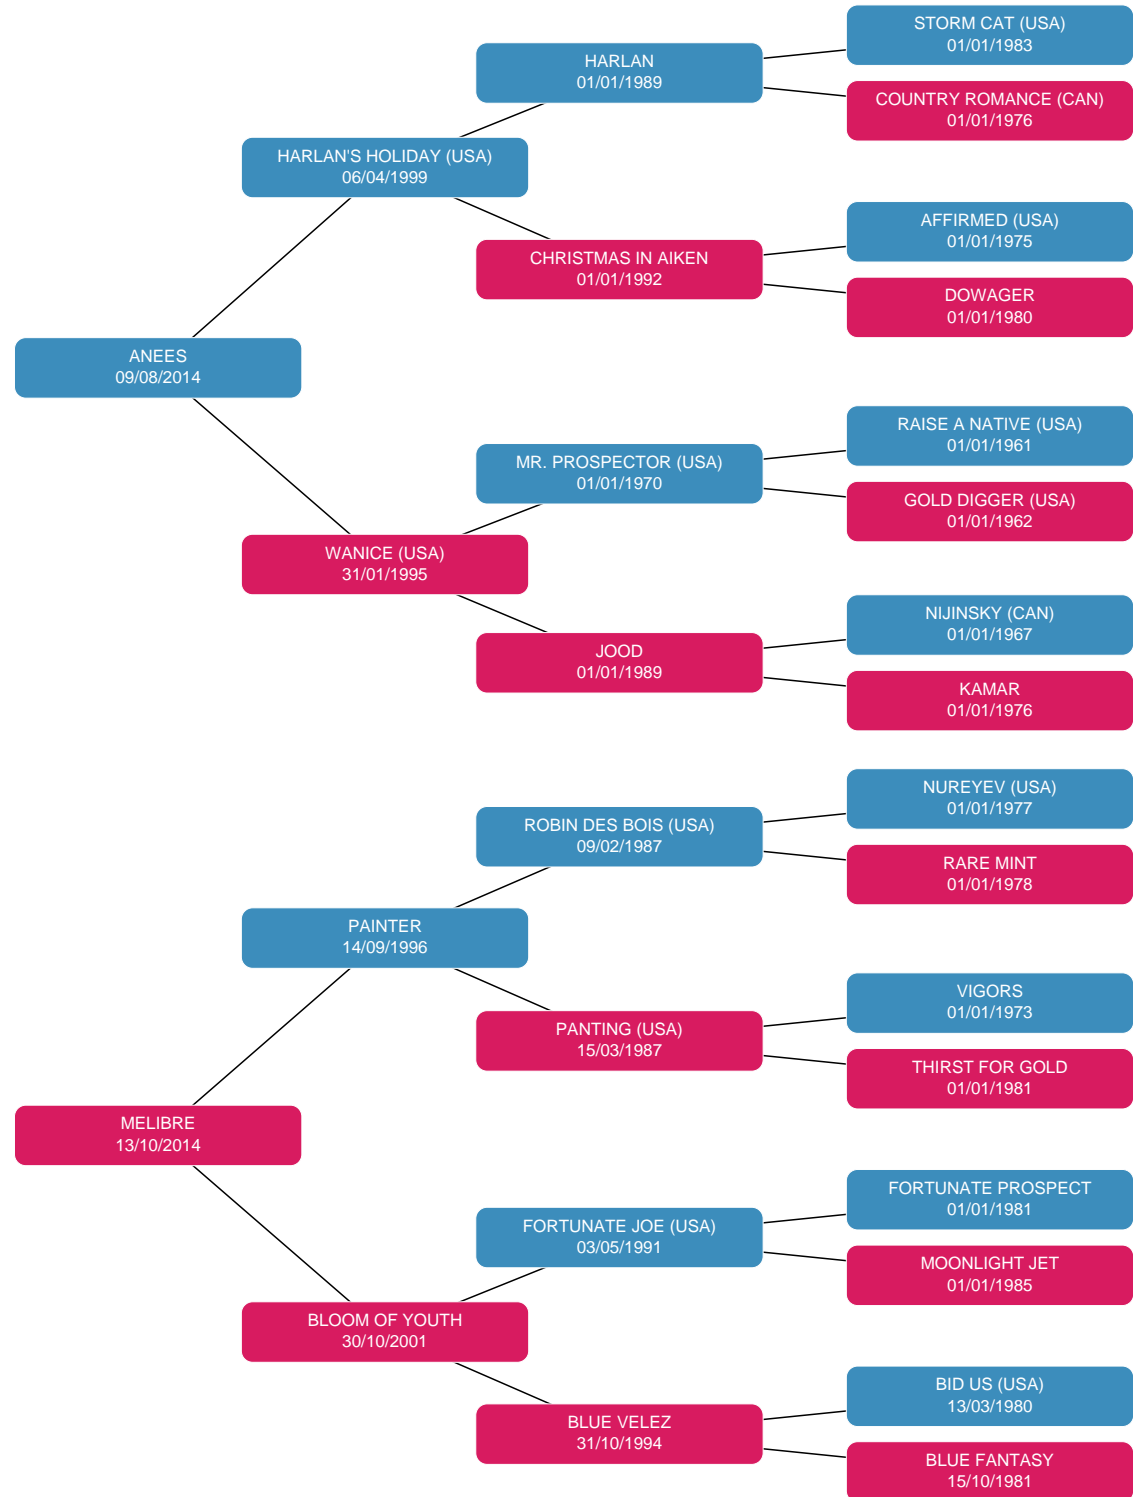 STORM CAT (USA)
01/01/1983
HARLAN
01/01/1989
COUNTRY ROMANCE (CAN)
01/01/1976
HARLAN'S HOLIDAY (USA)
06/04/1999
AFFIRMED (USA)
01/01/1975
CHRISTMAS IN AIKEN
01/01/1992
DOWAGER
01/01/1980
ANEES
09/08/2014
RAISE A NATIVE (USA)
01/01/1961
MR. PROSPECTOR (USA)
01/01/1970
GOLD DIGGER (USA)
01/01/1962
WANICE (USA)
31/01/1995
NIJINSKY (CAN)
01/01/1967
JOOD
01/01/1989
KAMAR
01/01/1976
NUREYEV (USA)
01/01/1977
ROBIN DES BOIS (USA)
09/02/1987
RARE MINT
01/01/1978
PAINTER
14/09/1996
VIGORS
01/01/1973
PANTING (USA)
15/03/1987
THIRST FOR GOLD
01/01/1981
MELIBRE
13/10/2014
FORTUNATE PROSPECT
01/01/1981
FORTUNATE JOE (USA)
03/05/1991
MOONLIGHT JET
01/01/1985
BLOOM OF YOUTH
30/10/2001
BID US (USA)
13/03/1980
BLUE VELEZ
31/10/1994
BLUE FANTASY
15/10/1981